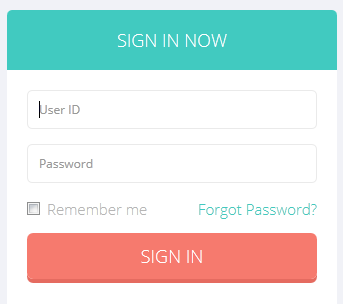 SIGN IN NOW
User ID
Password
Remember me
Forgot Password?
SIGN IN